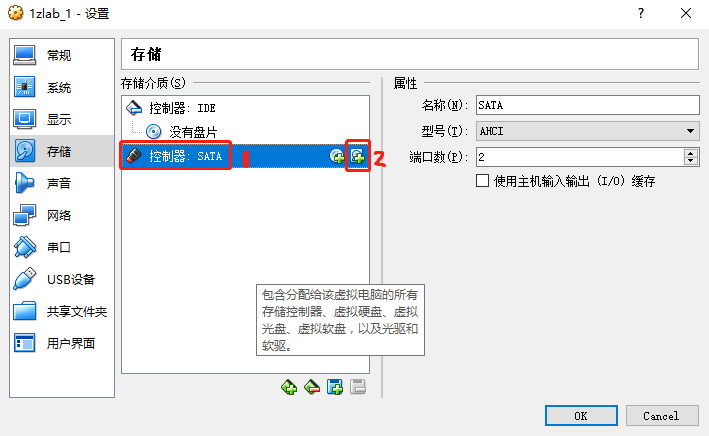 1zlab_1 - 设置
?
常规
系统
显示
存储
声音
网络
串口
USB设备
共享文件夹
用户界面
存储
存储介质(S)
控制器: IDE
没有盘片
控制器: SATA
1
2
包含分配给该虚拟电脑的所有
存储控制器、虚拟硬盘、虚拟
光盘、虚拟软盘，以及光驱和
软驱。
属性
名称(N): SATA
型号(T): AHCI
端口数(P): 2
使用主机输入输出 (I/O) 缓存
OK
Cancel